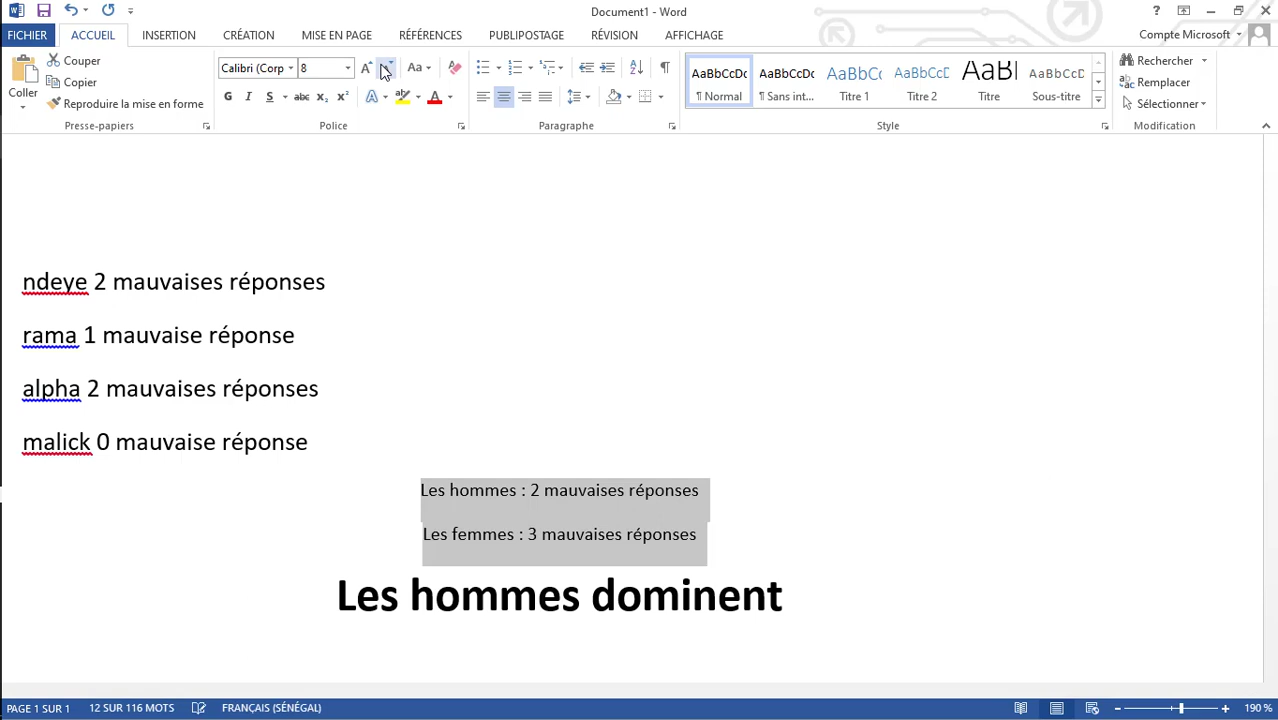 Document1 - Word
FICHIER ACCUEIL INSERTION CRÉATION MISE EN PAGE RÉFÉRENCES PUBLIPOSTAGE RÉVISION AFFICHAGE Compte Microsoft
Coller
Couper
Copier
Reproduire la mise en forme
Presse-papiers
Calibri (Corp 8
Police
Paragraphe
AaBbCcDc AaBbCcDc AaBbCc AaBbCcD AaBl AaBbCcD
¶ Normal ¶ Sans int... Titre 1 Titre 2 Titre Sous-titre
Style
Rechercher
Remplacer
Sélectionner
Modification
ndeye 2 mauvaises réponses
rama 1 mauvaise réponse
alpha 2 mauvaises réponses
malick 0 mauvaise réponse
Les hommes : 2 mauvaises réponses
Les femmes : 3 mauvaises réponses
Les hommes dominent
PAGE 1 SUR 1 12 SUR 116 MOTS FRANÇAIS (SÉNÉGAL) 190 %